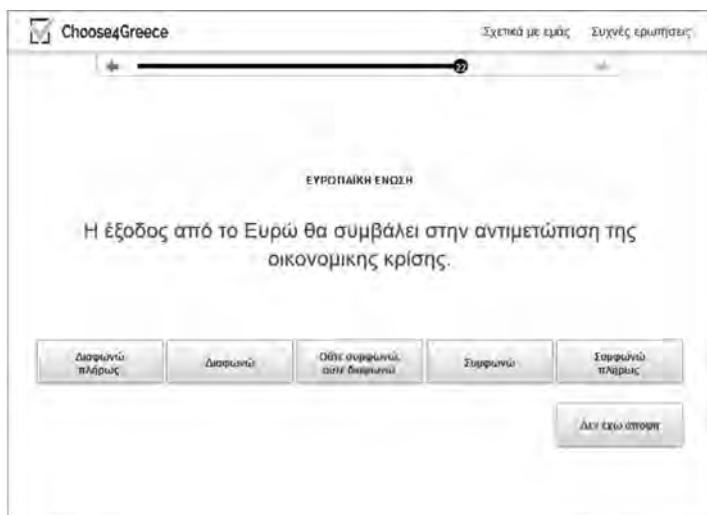 Choose4Greece
Σχετικά με εμάς Συχνές ερωτήσεις
22
ΕΥΡΩΠΑΪΚΗ ΕΝΩΣΗ
Η έξοδος από το Ευρώ θα συμβάλει στην αντιμετώπιση της
οικονομικης κρίσης.
Διαφωνώ
πλήρως
Διαφωνώ
Ούτε συμφωνώ,
ούτε διαφωνώ
Συμφωνώ
Συμφωνώ
πλήρως
Δεν έχω άποψη